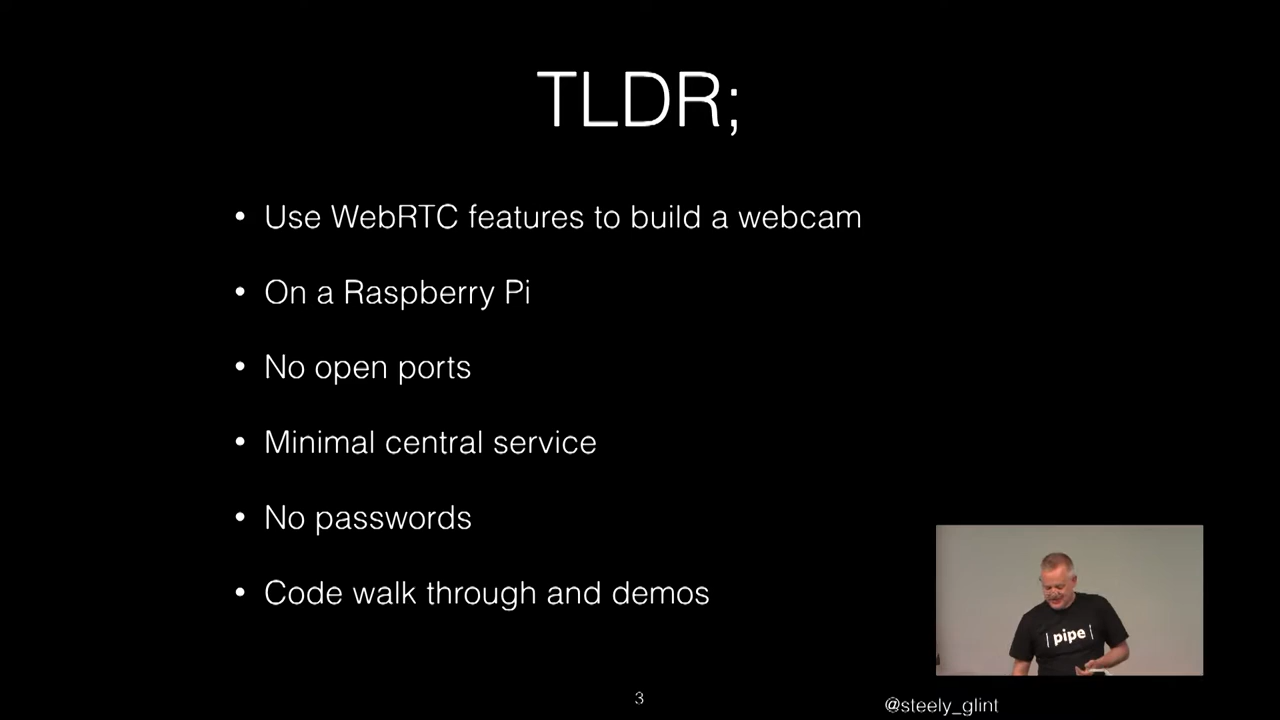 TLDR;
• Use WebRTC features to build a webcam
• On a Raspberry Pi
• No open ports
• Minimal central service
• No passwords
• Code walk through and demos
| pipe |
3
@steely_glint